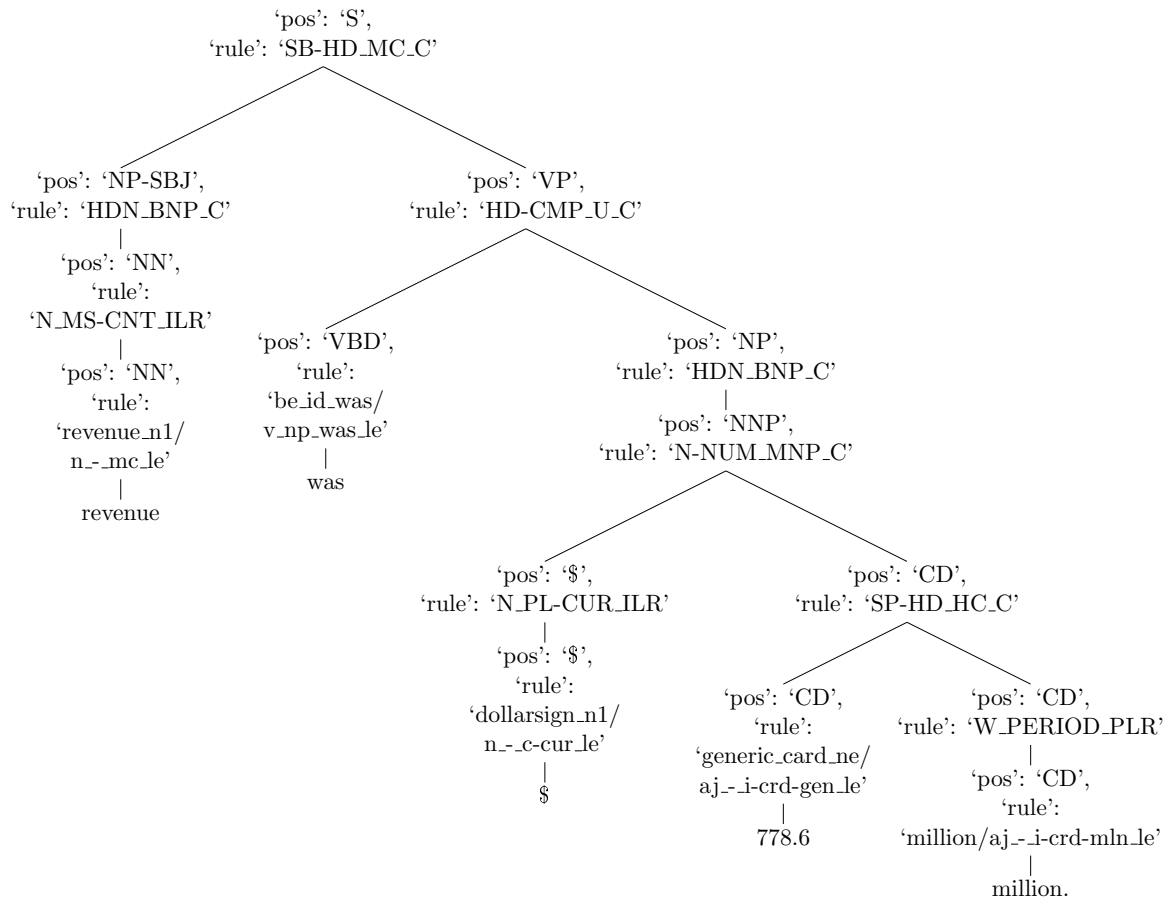 ‘pos’: ‘S’,
‘rule’: ‘SB-HD_MC_C’
‘pos’: ‘NP-SBJ’,
‘rule’: ‘HDN_BNP_C’
‘pos’: ‘NN’,
‘rule’:
‘N_MS-CNT_ILR’
‘pos’: ‘NN’,
‘rule’:
‘revenue_n1/
n_-_mc_le’
revenue
‘pos’: ‘VP’,
‘rule’: ‘HD-CMP_U_C’
‘pos’: ‘VBD’,
‘rule’:
‘be_id_was/
v_np_was_le’
was
‘pos’: ‘NP’,
‘rule’: ‘HDN_BNP_C’
‘pos’: ‘NNP’,
‘rule’: ‘N-NUM_MNP_C’
‘pos’: ‘$’,
‘rule’: ‘N_PL-CUR_ILR’
‘pos’: ‘$’,
‘rule’:
‘dollarsign_n1/
n_-_c-cur_le’
$
‘pos’: ‘CD’,
‘rule’: ‘SP-HD_HC_C’
‘pos’: ‘CD’,
‘rule’:
‘generic_card_ne/
aj_-_i-crd-gen_le’
778.6
‘pos’: ‘CD’,
‘rule’: ‘W_PERIOD_PLR’
‘pos’: ‘CD’,
‘rule’:
‘million/aj_-_i-crd-mln_le’
million.